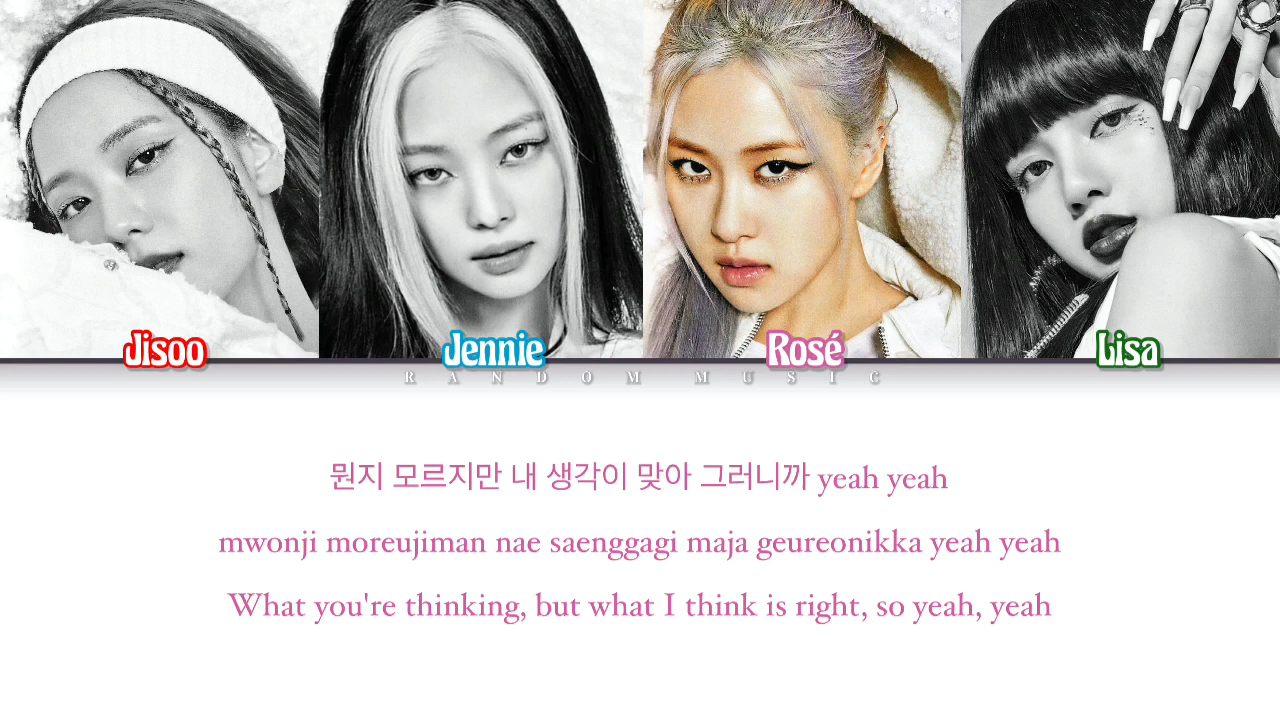 Jisoo Jennie Rosé Lisa
RANDOM MUSIC
뭔지 모르지만 내 생각이 맞아 그러니까 yeah yeah
mwonji moreujiman nae saenggagi maja geureonikka yeah yeah
What you're thinking, but what I think is right, so yeah, yeah